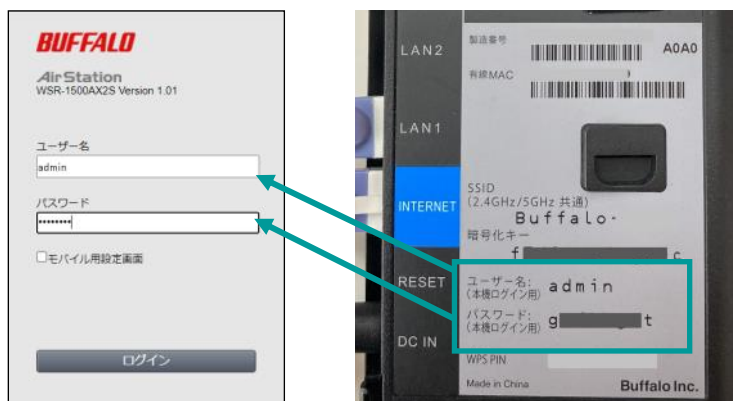 BUFFALO
AirStation
WSR-1500AX2S Version 1.01
ユーザー名
admin
パスワード
••••••••
モバイル用設定画面
ログイン
LAN2
LAN1
INTERNET
RESET
DC IN
製造番号
A0A0
有線MAC
SSID
(2.4GHz/5GHz 共通)
Buffalo-
暗号化キー
f c
ユーザー名: admin
(本機ログイン用)
パスワード: g t
(本機ログイン用)
WPS PIN
Made in China
Buffalo Inc.